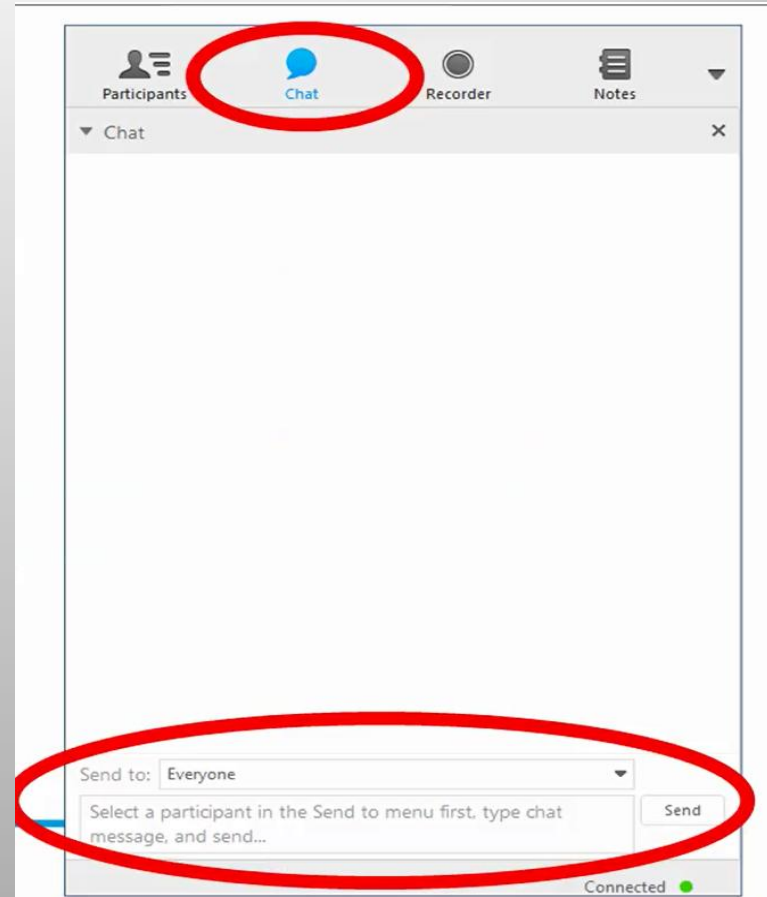 Participants Chat Recorder Notes
Chat
Send to: Everyone
Select a participant in the Send to menu first, type chat
message, and send...
Send
Connected